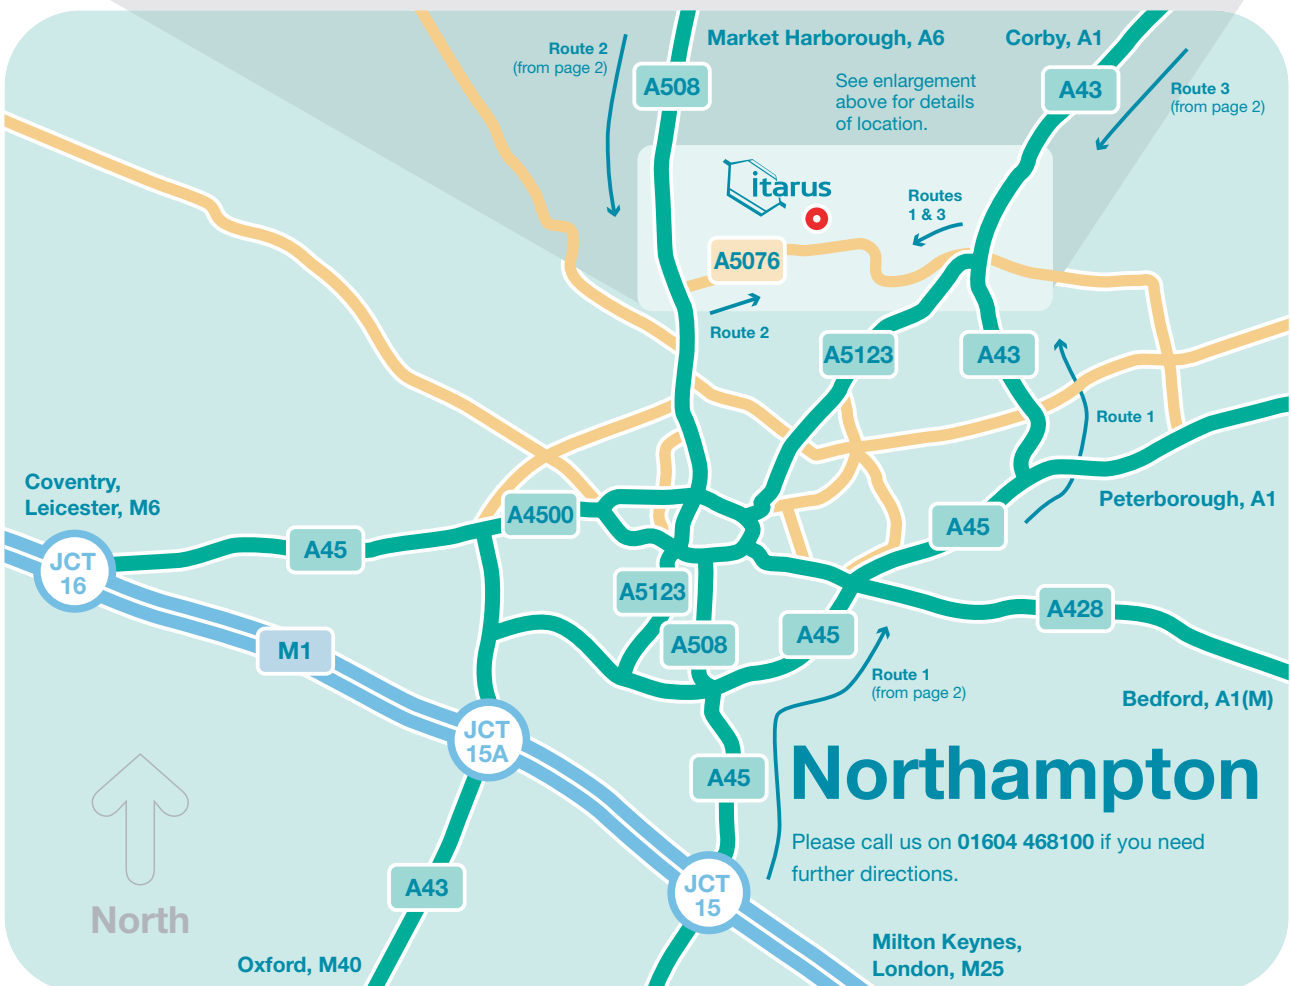 Route 2
(from page 2)
A508
Market Harborough, A6
Corby, A1
See enlargement
above for details
of location.
A43
Route 3
(from page 2)
itarus
Routes
1 & 3
A5076
Route 2
A5123
A43
Route 1
Coventry,
Leicester, M6
A4500
Peterborough, A1
A45
JCT
16
A45
A5123
A428
A45
M1
A508
Route 1
(from page 2)
Bedford, A1(M)
JCT
15A
A45
Northampton
Please call us on 01604 468100 if you need
further directions.
A43
JCT
15
North
Oxford, M40
Milton Keynes,
London, M25